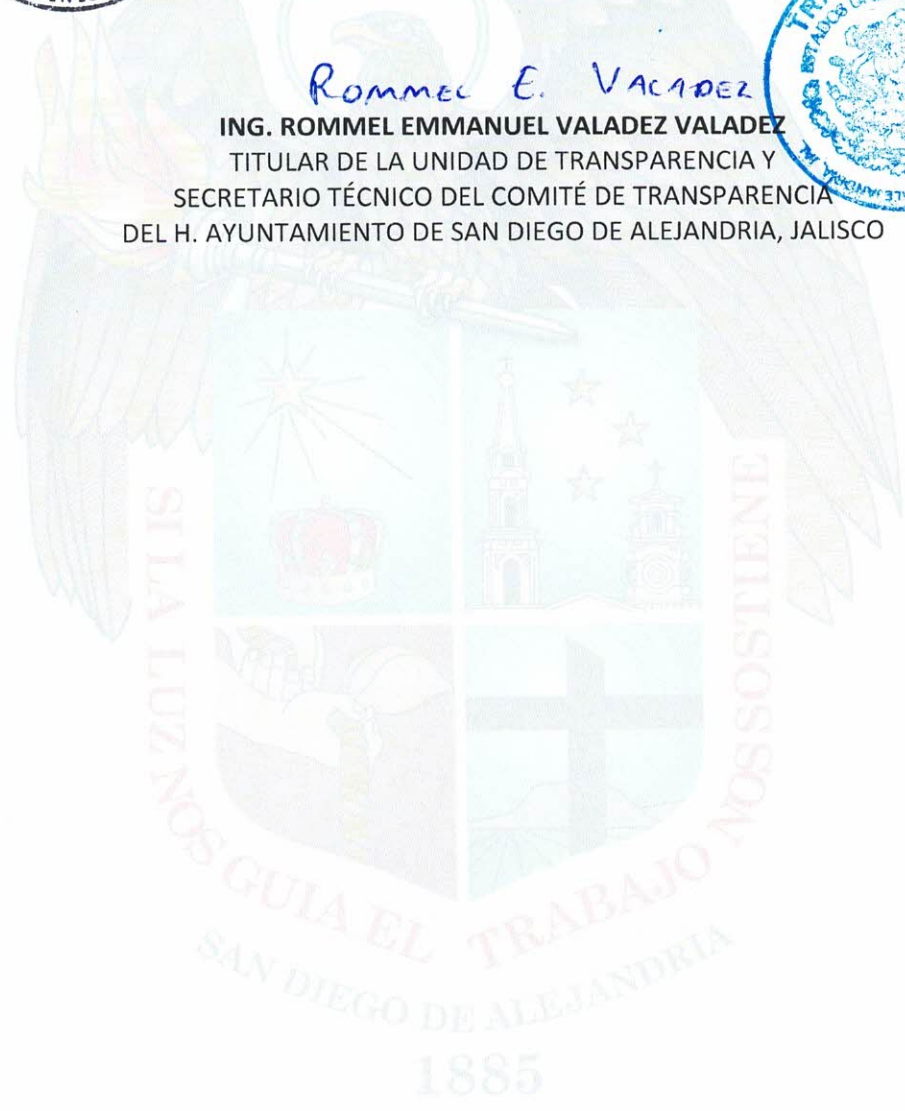 Rommel E. VALADEZ
ING. ROMMEL EMMANUEL VALADEZ VALADEZ
TITULAR DE LA UNIDAD DE TRANSPARENCIA Y
SECRETARIO TÉCNICO DEL COMITÉ DE TRANSPARENCIA
DEL H. AYUNTAMIENTO DE SAN DIEGO DE ALEJANDRIA, JALISCO
SI LA LUZ NOS GUIA EL TRABAJO NOS SOSTIENE
SAN DIEGO DE ALEJANDRIA
1885